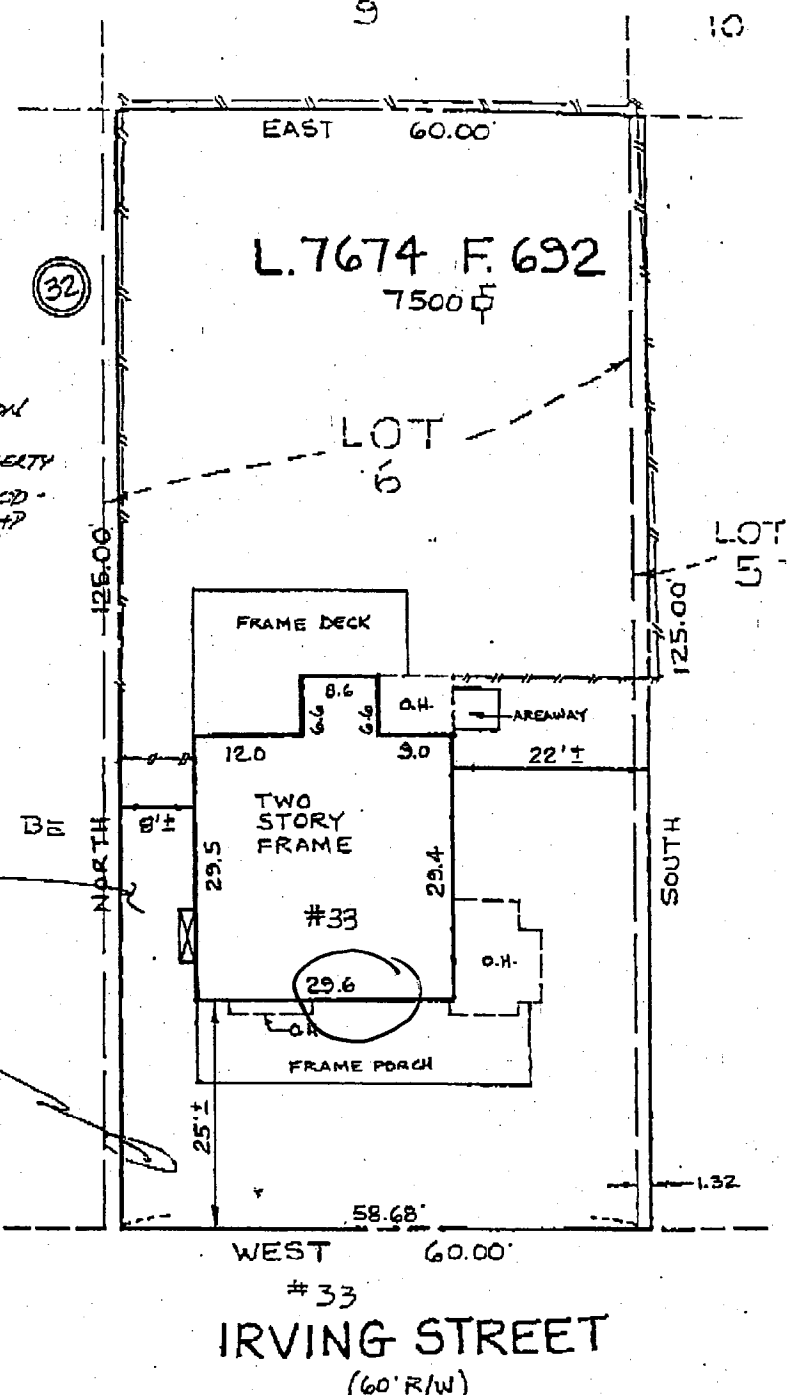 9
10
EAST 60.00'
L.7674 F. 692
7500
32
LOT
6
ERTY
125.00'
LOT
5
125.00'
FRAME DECK
8.6
6.6
6.6
O.H.
AREAWAY
12.0
9.0
22'±
8'±
BE
NORTH
TWO
STORY
FRAME
29.5
29.4
SOUTH
#33
O.H.
29.6
O.H
FRAME PORCH
25'±
1.32
58.68'
WEST 60.00'
#33
IRVING STREET
(60' R/W)